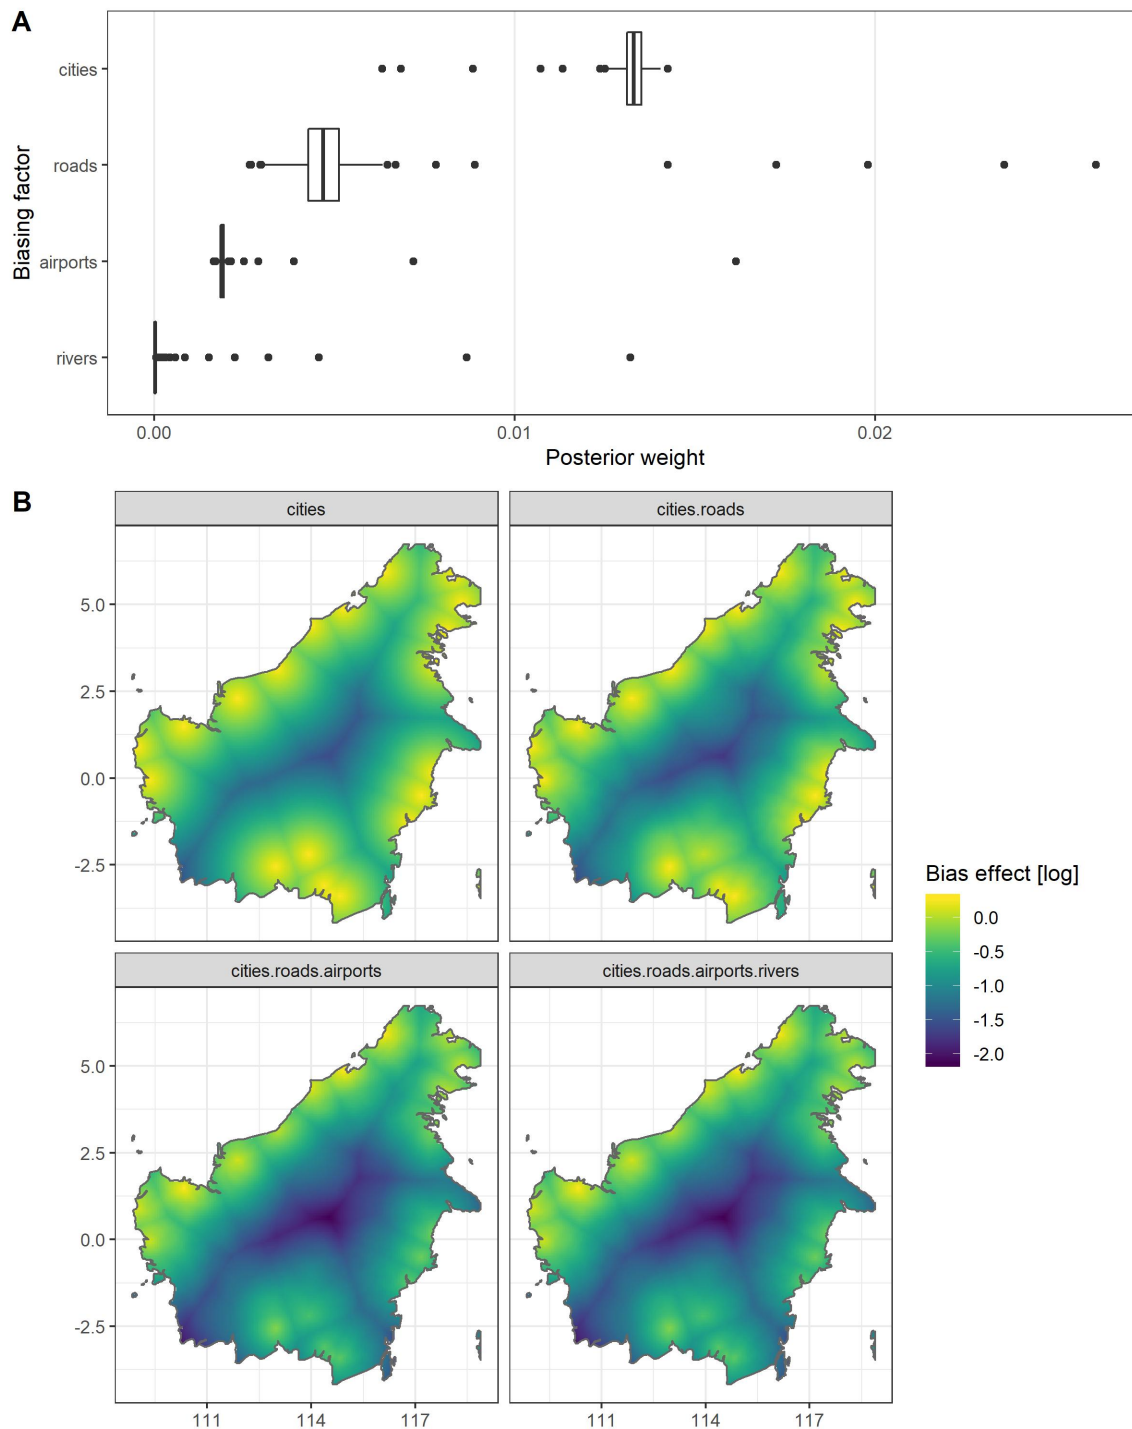 A
cities
roads
airports
rivers
Biasing factor
0.00 0.01 0.02
Posterior weight
B
cities cities.roads
5.0
2.5
0.0
-2.5
cities.roads.airports cities.roads.airports.rivers
5.0
2.5
0.0
-2.5
111 114 117 111 114 117
Bias effect [log]
0.0
-0.5
-1.0
-1.5
-2.0